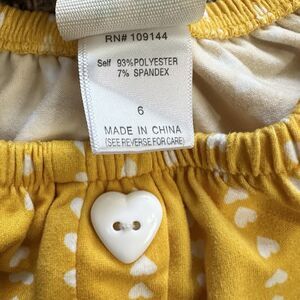 RN# 109144
Self 93%POLYESTER
7% SPANDEX
6
MADE IN CHINA
(SEE REVERSE FOR CARE)